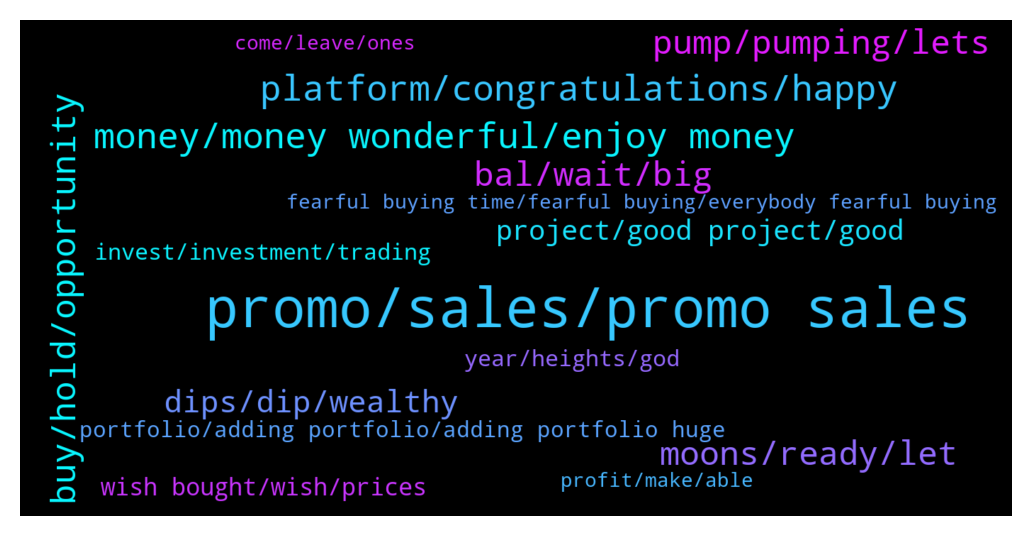 come/leave/ones
pump/pumping/lets
platform/congratulations/happy
money/money wonderful/enjoy money
bal/wait/big
fearful buying time/fearful buying/everybody fearful buying
project/good project/good
invest/investment/trading
buy/hold/opportunity
promo/sales/promo sales
year/heights/god
dips/dip/wealthy
portfolio/adding portfolio/adding portfolio huge
moons/ready/let
wish bought/wish/prices
profit/make/able